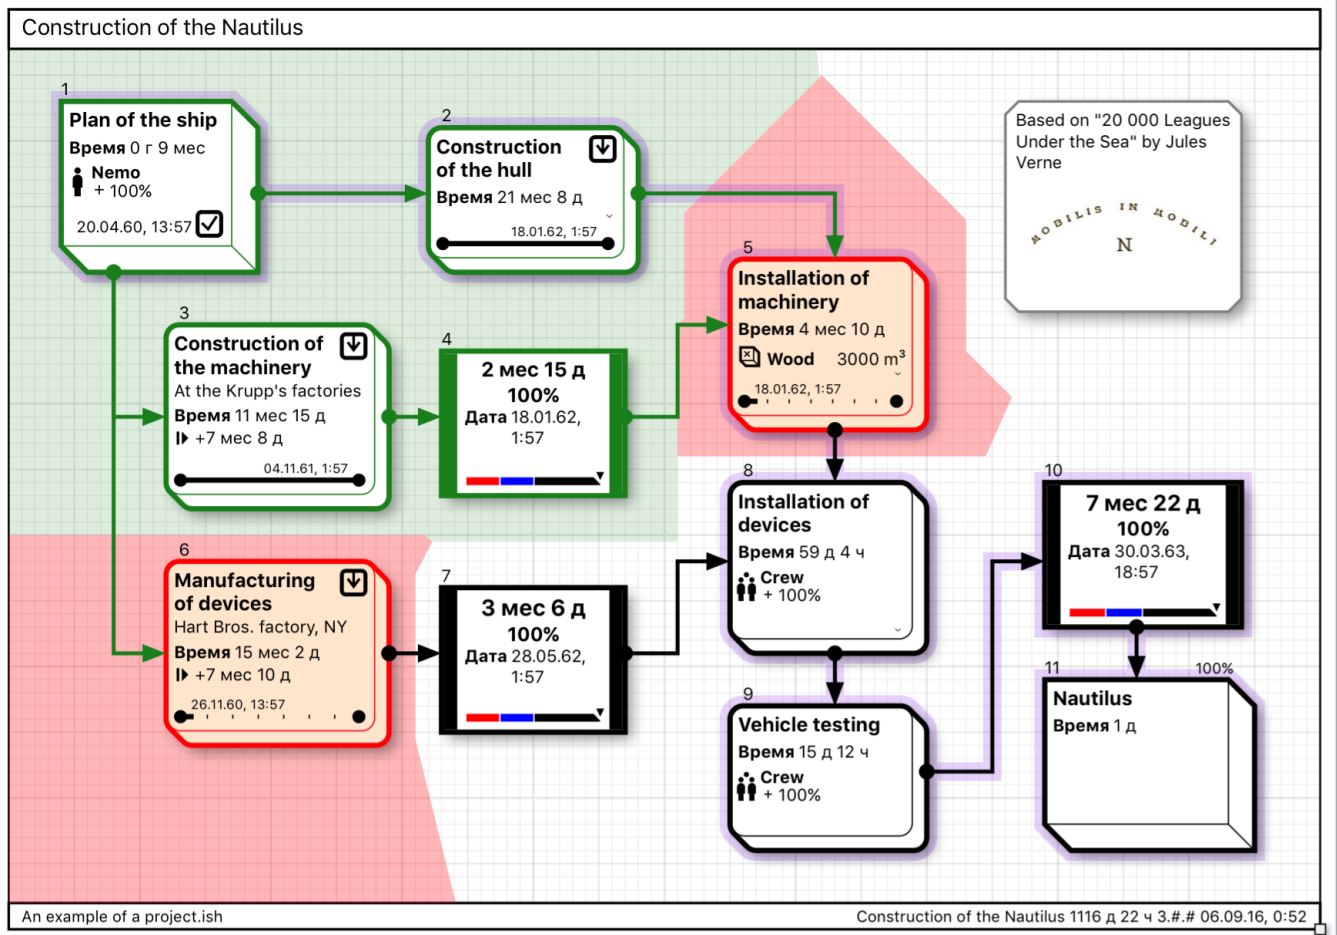 Construction of the Nautilus
1
Plan of the ship
Время 0 г 9 мес
Nemo
+ 100%
20.04.60, 13:57
2
Construction
of the hull
Время 21 мес 8 д
18.01.62, 1:57
Based on "20 000 Leagues
Under the Sea" by Jules
Verne
MOBILIS IN MOBILI
N
3
Construction of
the machinery
At the Krupp's factories
Время 11 мес 15 д
+7 мес 8 д
04.11.61, 1:57
4
2 мес 15 д
100%
Дата 18.01.62,
1:57
5
Installation of
machinery
Время 4 мес 10 д
Wood 3000 m³
18.01.62, 1:57
6
Manufacturing
of devices
Hart Bros. factory, NY
Время 15 мес 2 д
+7 мес 10 д
26.11.60, 13:57
7
3 мес 6 д
100%
Дата 28.05.62,
1:57
8
Installation of
devices
Время 59 д 4 ч
Crew
+ 100%
9
Vehicle testing
Время 15 д 12 ч
Crew
+ 100%
10
7 мес 22 д
100%
Дата 30.03.63,
18:57
11
100%
Nautilus
Время 1 д
An example of a project.ish
Construction of the Nautilus 1116 д 22 ч 3.#.# 06.09.16, 0:52